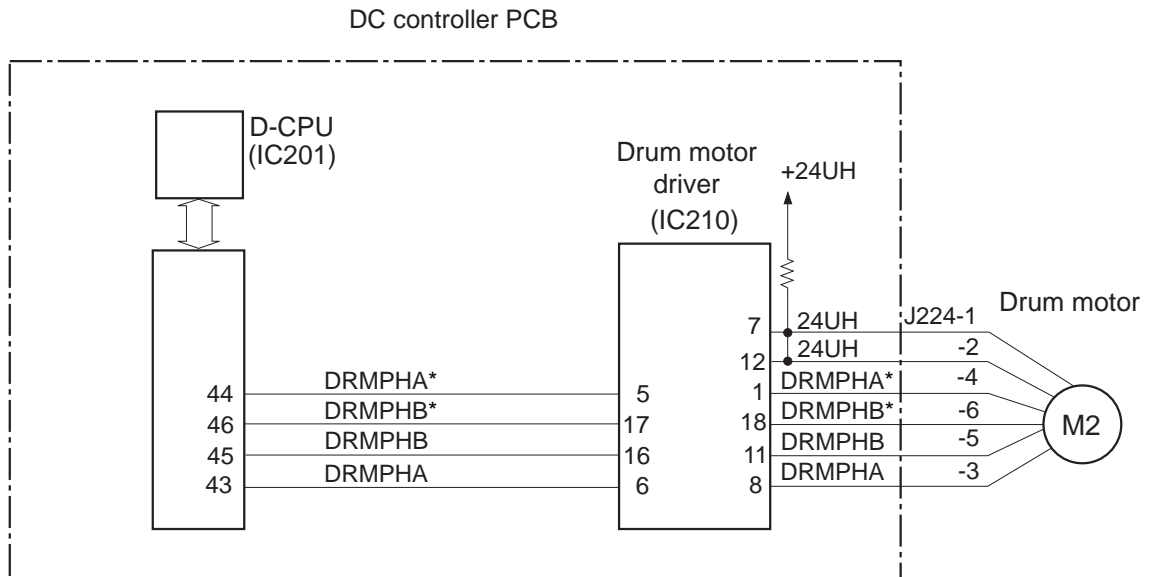 DC controller PCB
D-CPU
(IC201)
Drum motor
driver
(IC210)
+24UH
Drum motor
7 24UH J224-1
12 24UH -2
44 DRMPHA* 5 1 DRMPHA* -4
46 DRMPHB* 17 18 DRMPHB* -6
45 DRMPHB 16 11 DRMPHB -5
43 DRMPHA 6 8 DRMPHA -3
M2